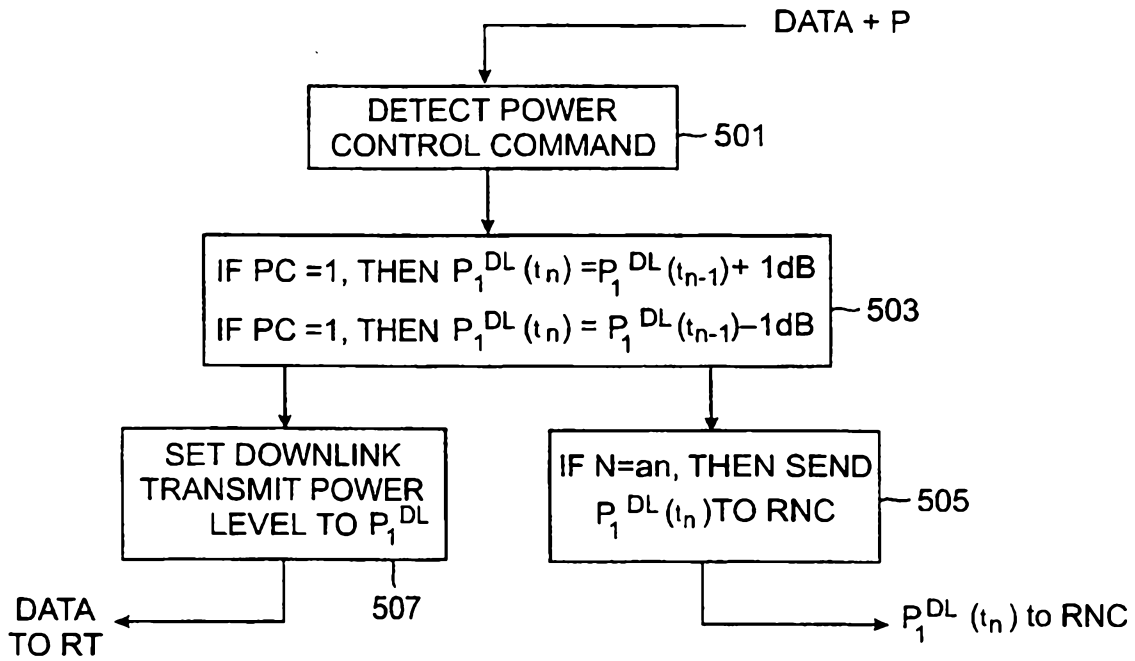 DATA + P
DETECT POWER
CONTROL COMMAND
501
IF PC =1, THEN P₁ᴰᴸ (tₙ) =P₁ᴰᴸ (tₙ₋₁)+ 1dB
IF PC =1, THEN P₁ᴰᴸ (tₙ) = P₁ᴰᴸ (tₙ₋₁)–1dB
503
SET DOWNLINK
TRANSMIT POWER
LEVEL TO P₁ᴰᴸ
507
IF N=an, THEN SEND
P₁ᴰᴸ (tₙ) TO RNC
505
DATA
TO RT
P₁ᴰᴸ (tₙ) to RNC